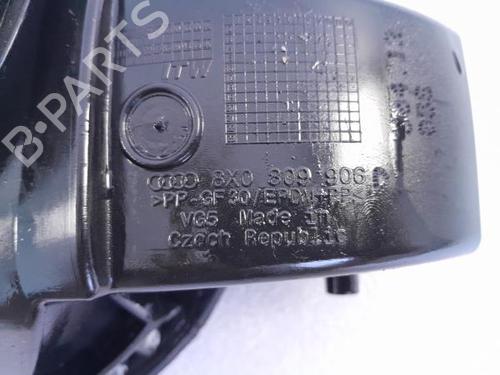 ITW
8X0 809 906 D
>PP-GF30/EPDM+PP<
VG5 Made in
Czech Republic
B-PARTS